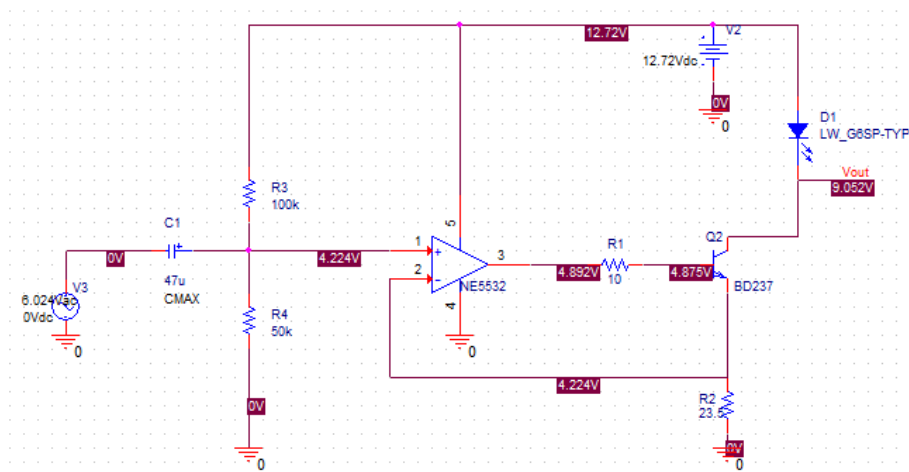 12.72V
V2
12.72Vdc
0V
0
D1
LW_G6SP-TYP
Vout
9.052V
R3
100k
C1
47u
CMAX
0V
V3
6.024Vac
0Vdc
0
4.224V
1
+
2
-
5
3
4
NE5532
0
4.892V
R1
10
4.875V
Q2
BD237
R4
50k
0V
0
4.224V
R2
23.5
0V
0